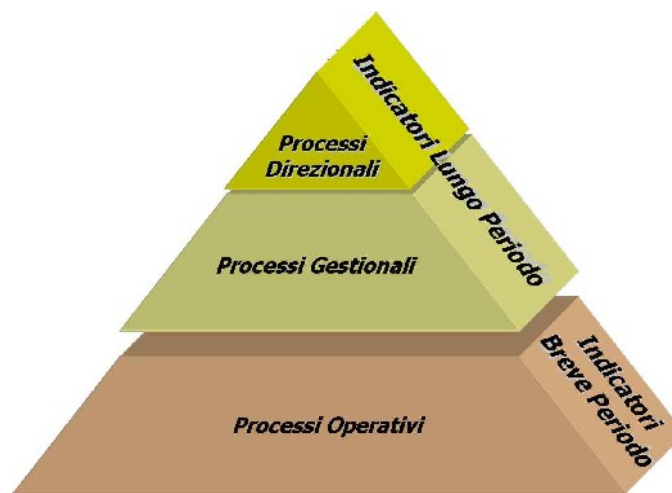 Processi
Direzionali
Indicatori Lungo Periodo
Processi Gestionali
Processi Operativi
Indicatori
Breve Periodo